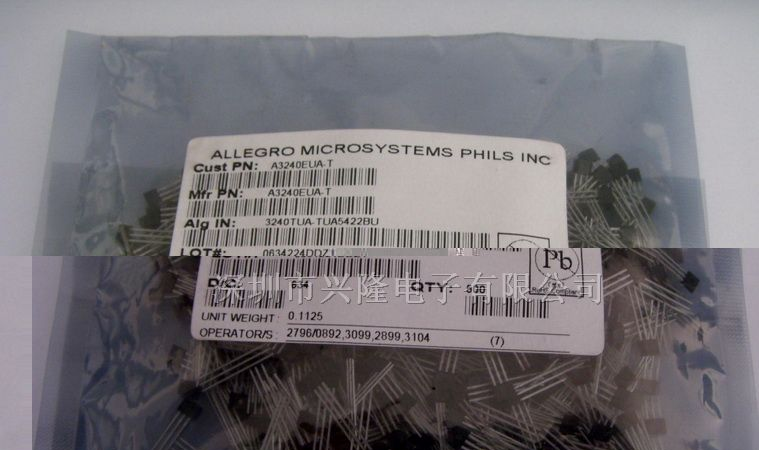 ALLEGRO MICROSYSTEMS PHILS INC
Cust PN: A3240EUA-T
Mfr PN: A3240EUA-T
Alg IN: 3240TUA-TUA5422BU
LOT#
Pb
D/C: 634 QTY: 500
深圳市兴隆电子有限公司
UNIT WEIGHT: 0.1125
OPERATOR/S: 2796/0892,3099,2899,3104 (7)